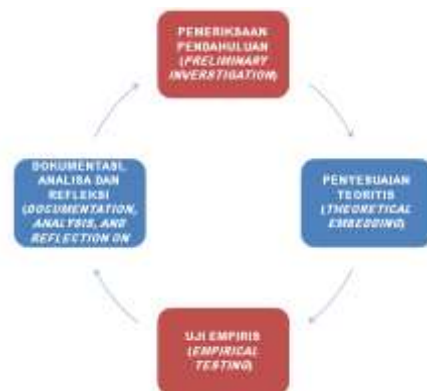 PEMERIKSAAN
PENDAHULUAN
(PRELIMINARY
INVERSTIGATION)
PENYESUAIAN
TEORITIS
(THEORETICAL
EMBEDDING)
UJI EMPIRIS
(EMPIRICAL
TESTING)
DOKUMENTASI,
ANALISA DAN
REFLEKSI
(DOCUMENTATION,
ANALYSIS, AND
REFLECTION ON